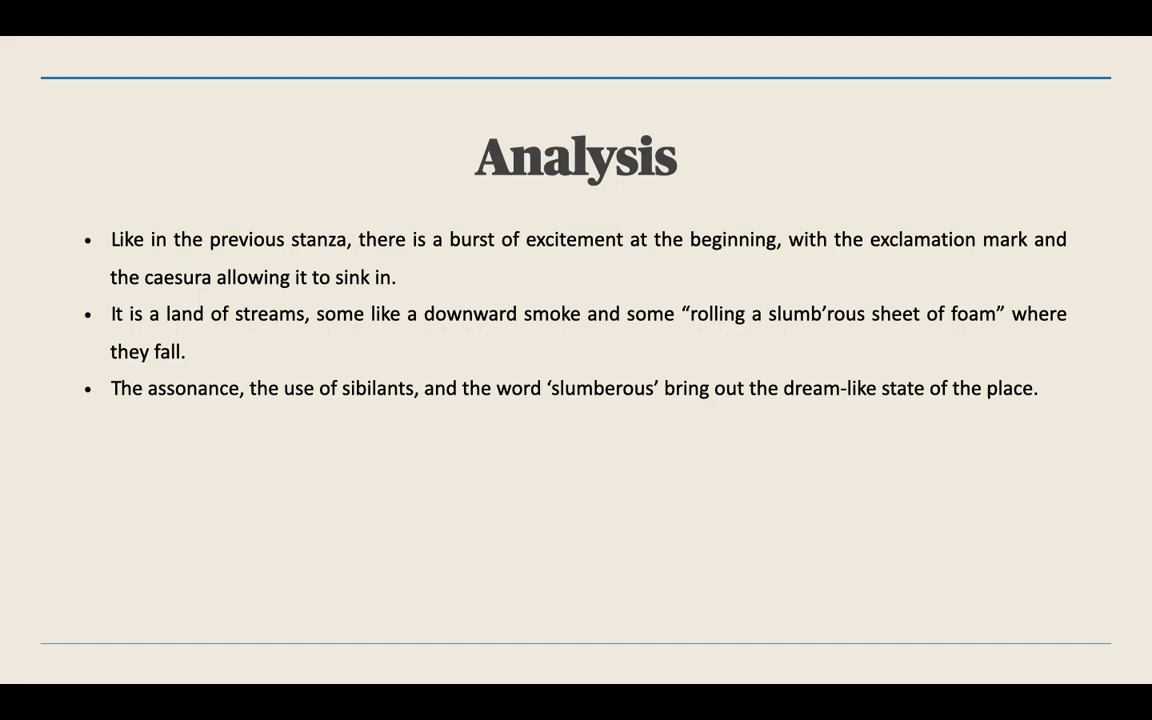 Analysis
• Like in the previous stanza, there is a burst of excitement at the beginning, with the exclamation mark and
the caesura allowing it to sink in.
• It is a land of streams, some like a downward smoke and some “rolling a slumb’rous sheet of foam” where
they fall.
• The assonance, the use of sibilants, and the word ‘slumberous’ bring out the dream-like state of the place.